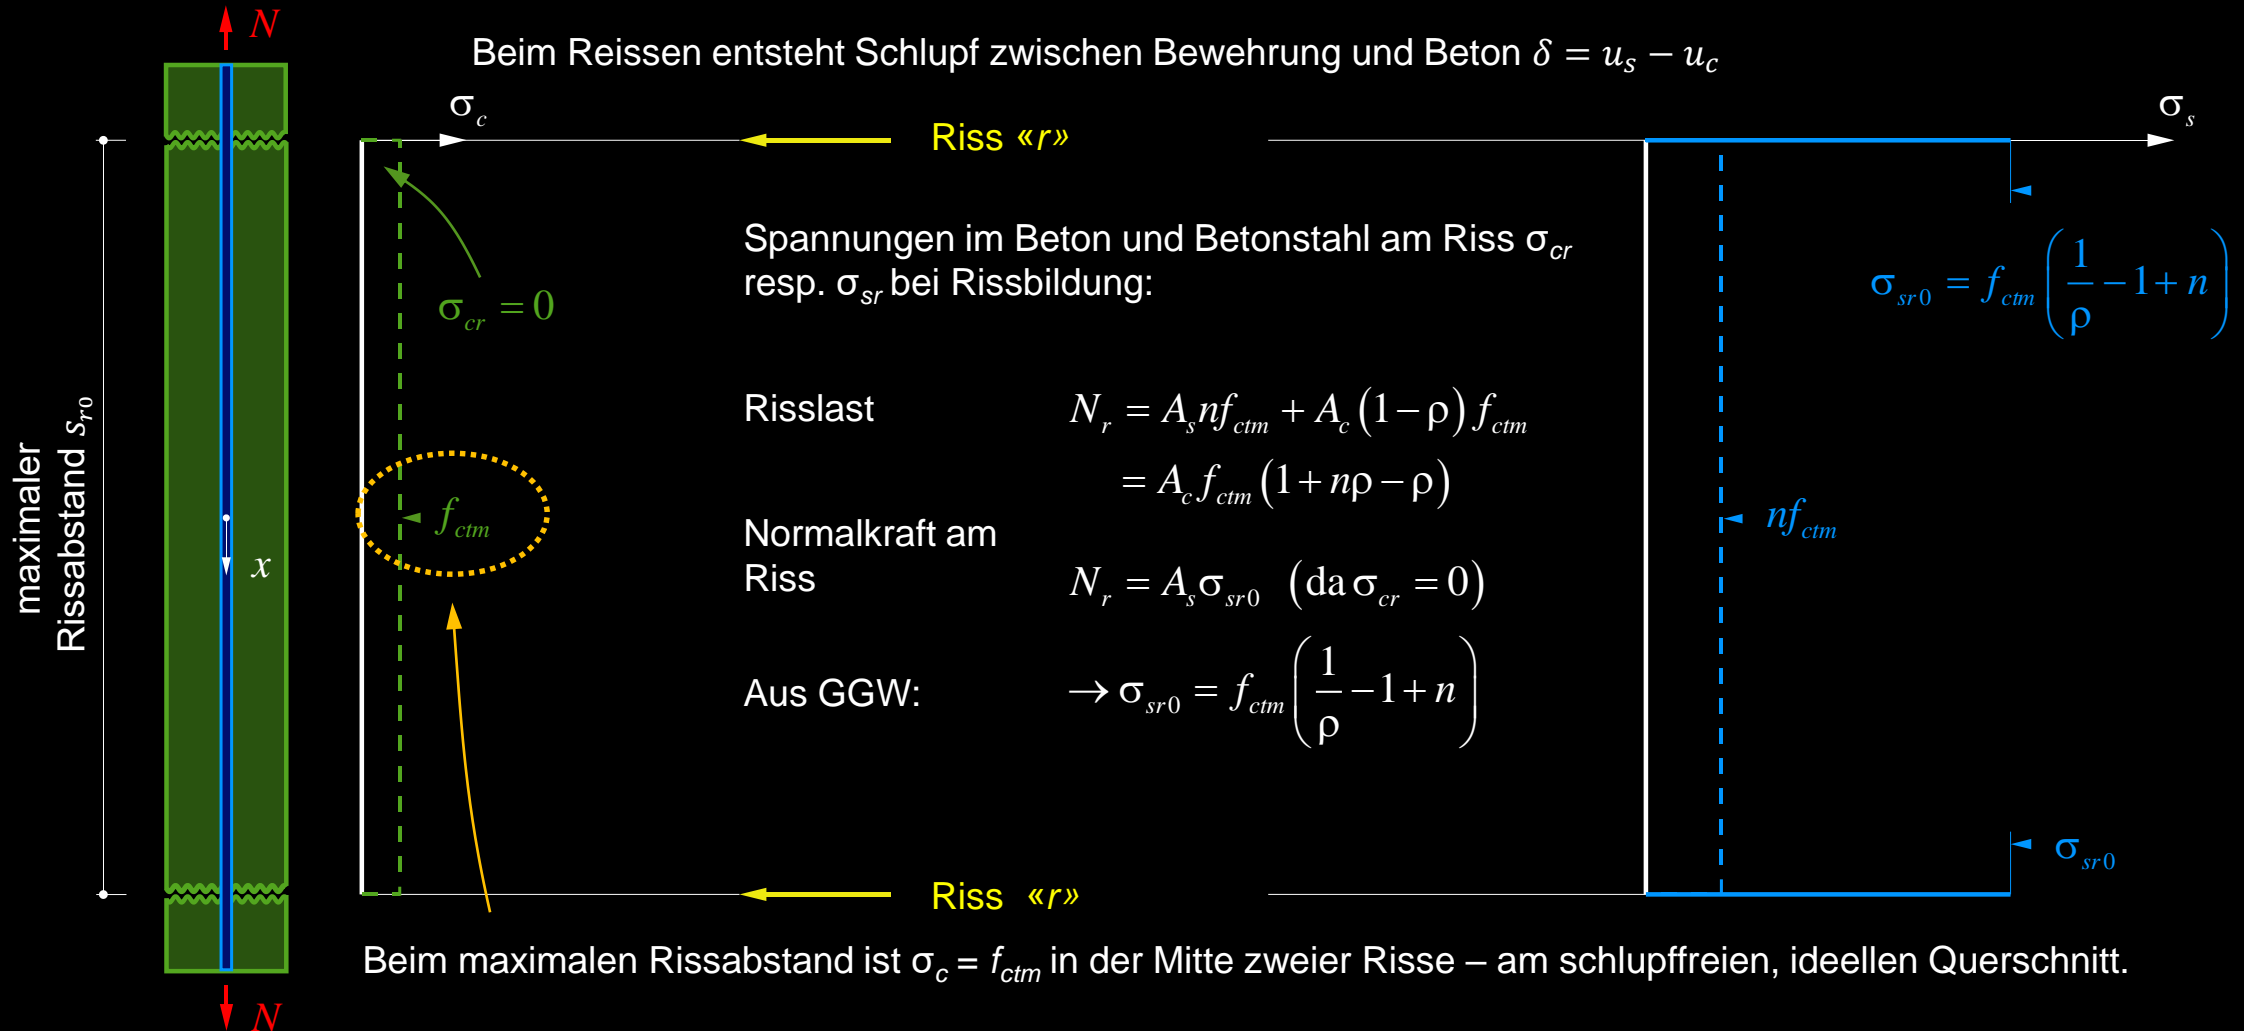 N
Beim Reissen entsteht Schlupf zwischen Bewehrung und Beton δ = u_s − u_c
σ_c
Riss «r»
σ_s
Spannungen im Beton und Betonstahl am Riss σ_cr
resp. σ_sr bei Rissbildung:
σ_cr = 0
σ_sr0 = f_ctm (1/ρ − 1 + n)
maximaler
Rissabstand s_r0
Risslast N_r = A_s n f_ctm + A_c (1 − ρ) f_ctm
= A_c f_ctm (1 + nρ − ρ)
f_ctm
nf_ctm
x
Normalkraft am
Riss N_r = A_s σ_sr0 (da σ_cr = 0)
Aus GGW: → σ_sr0 = f_ctm (1/ρ − 1 + n)
σ_sr0
Riss «r»
Beim maximalen Rissabstand ist σ_c = f_ctm in der Mitte zweier Risse – am schlupffreien, ideellen Querschnitt.
N